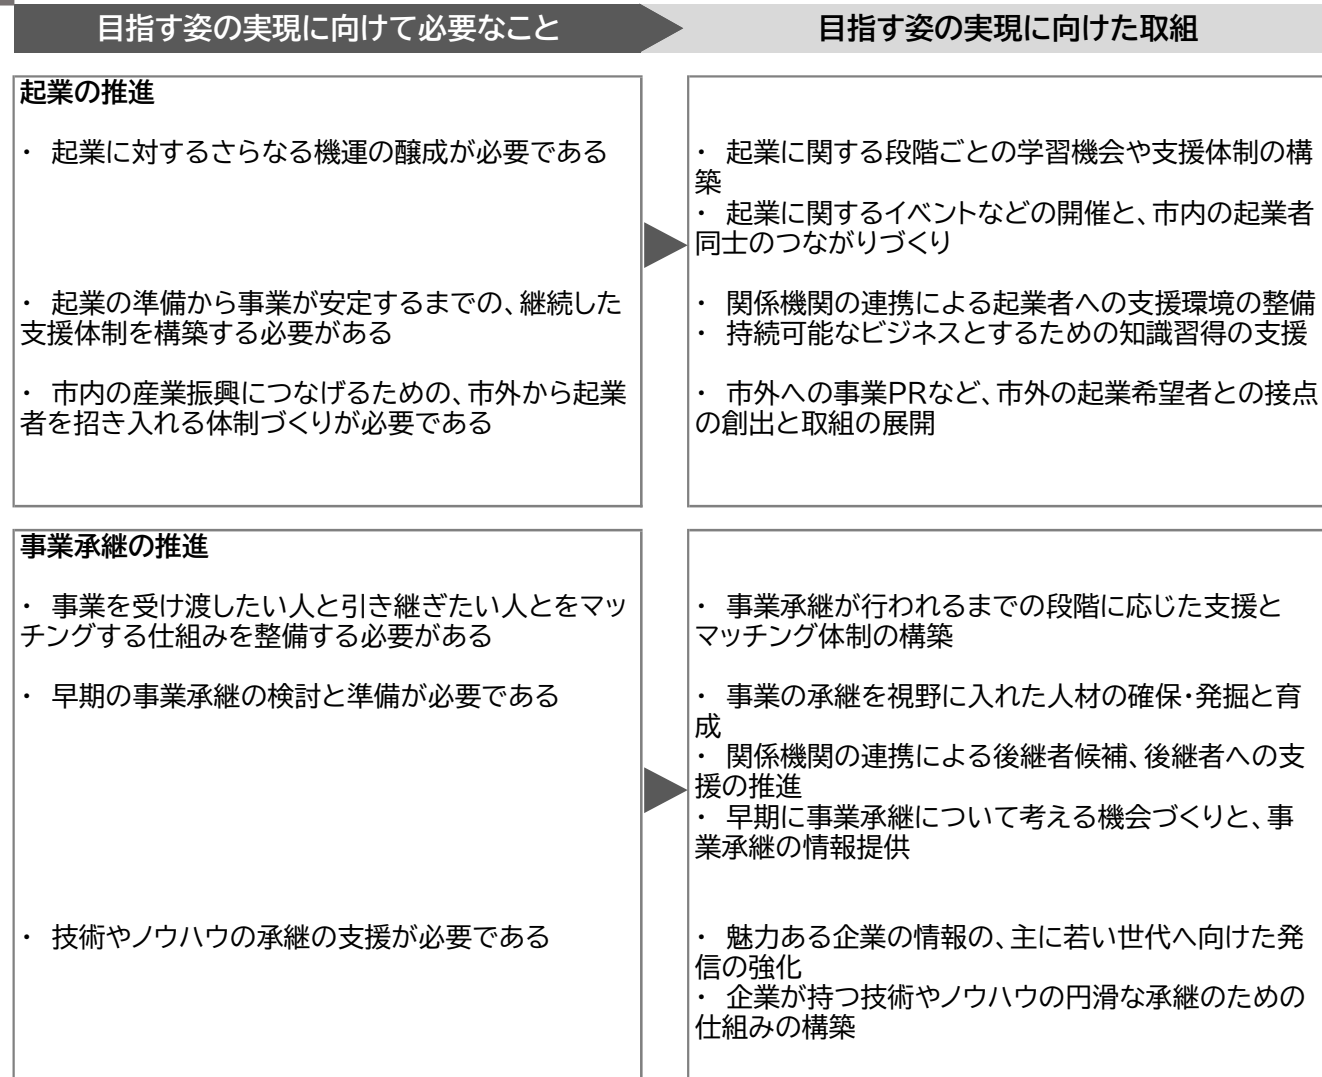 目指す姿の実現に向けて必要なこと
目指す姿の実現に向けた取組
起業の推進
・ 起業に対するさらなる機運の醸成が必要である
・ 起業の準備から事業が安定するまでの、継続した
支援体制を構築する必要がある
・ 市内の産業振興につなげるための、市外から起業
者を招き入れる体制づくりが必要である
・ 起業に関する段階ごとの学習機会や支援体制の構
築
・ 起業に関するイベントなどの開催と、市内の起業者
同士のつながりづくり
・ 関係機関の連携による起業者への支援環境の整備
・ 持続可能なビジネスとするための知識習得の支援
・ 市外への事業PRなど、市外の起業希望者との接点
の創出と取組の展開
事業承継の推進
・ 事業を受け渡したい人と引き継ぎたい人とをマッ
チングする仕組みを整備する必要がある
・ 早期の事業承継の検討と準備が必要である
・ 技術やノウハウの承継の支援が必要である
・ 事業承継が行われるまでの段階に応じた支援と
マッチング体制の構築
・ 事業の承継を視野に入れた人材の確保・発掘と育
成
・ 関係機関の連携による後継者候補、後継者への支
援の推進
・ 早期に事業承継について考える機会づくりと、事
業承継の情報提供
・ 魅力ある企業の情報の、主に若い世代へ向けた発
信の強化
・ 企業が持つ技術やノウハウの円滑な承継のための
仕組みの構築